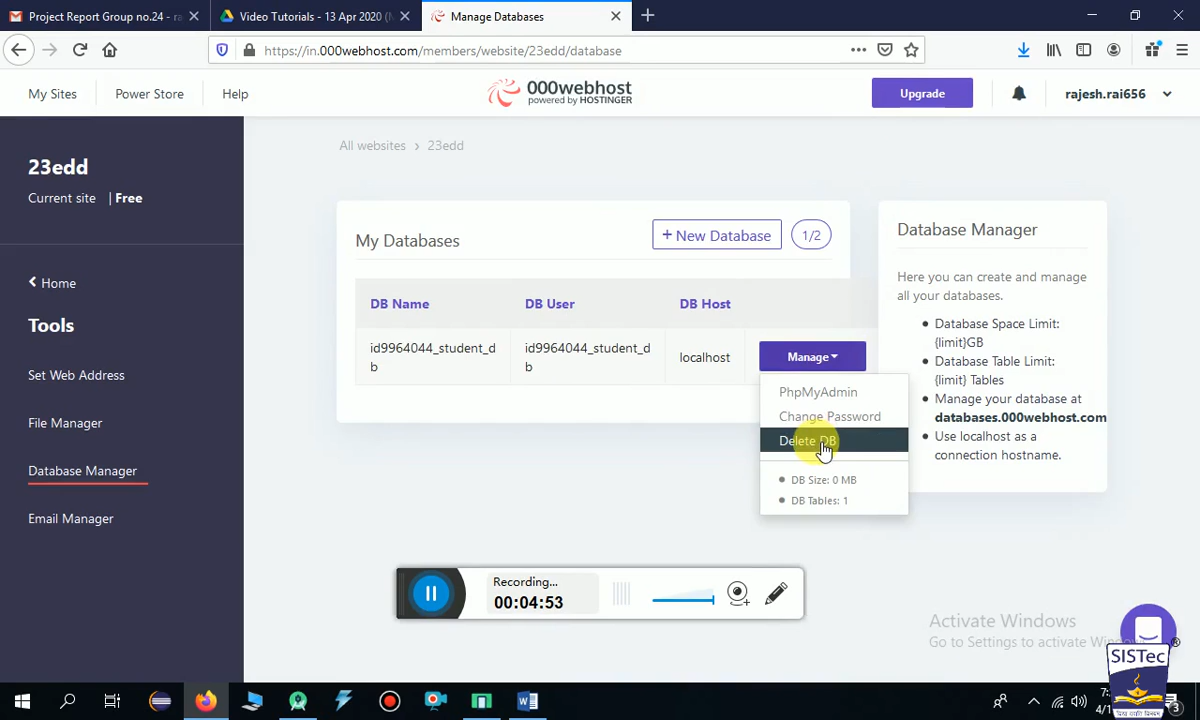 Project Report Group no.24 - ra
Video Tutorials - 13 Apr 2020 (M
Manage Databases
https://in.000webhost.com/members/website/23edd/database
My Sites
Power Store
Help
000webhost
powered by HOSTINGER
Upgrade
rajesh.rai656
23edd
Current site | Free
Home
Tools
Set Web Address
File Manager
Database Manager
Email Manager
All websites > 23edd
My Databases
+ New Database
1/2
DB Name
DB User
DB Host
id9964044_student_d
b
id9964044_student_d
b
localhost
Manage
PhpMyAdmin
Change Password
Delete DB
DB Size: 0 MB
DB Tables: 1
Database Manager
Here you can create and manage
all your databases.
Database Space Limit:
{limit}GB
Database Table Limit:
{limit} Tables
Manage your database at
databases.000webhost.com
Use localhost as a
connection hostname.
Recording...
00:04:53
Activate Windows
Go to Settings to activate
SISTec
®
3